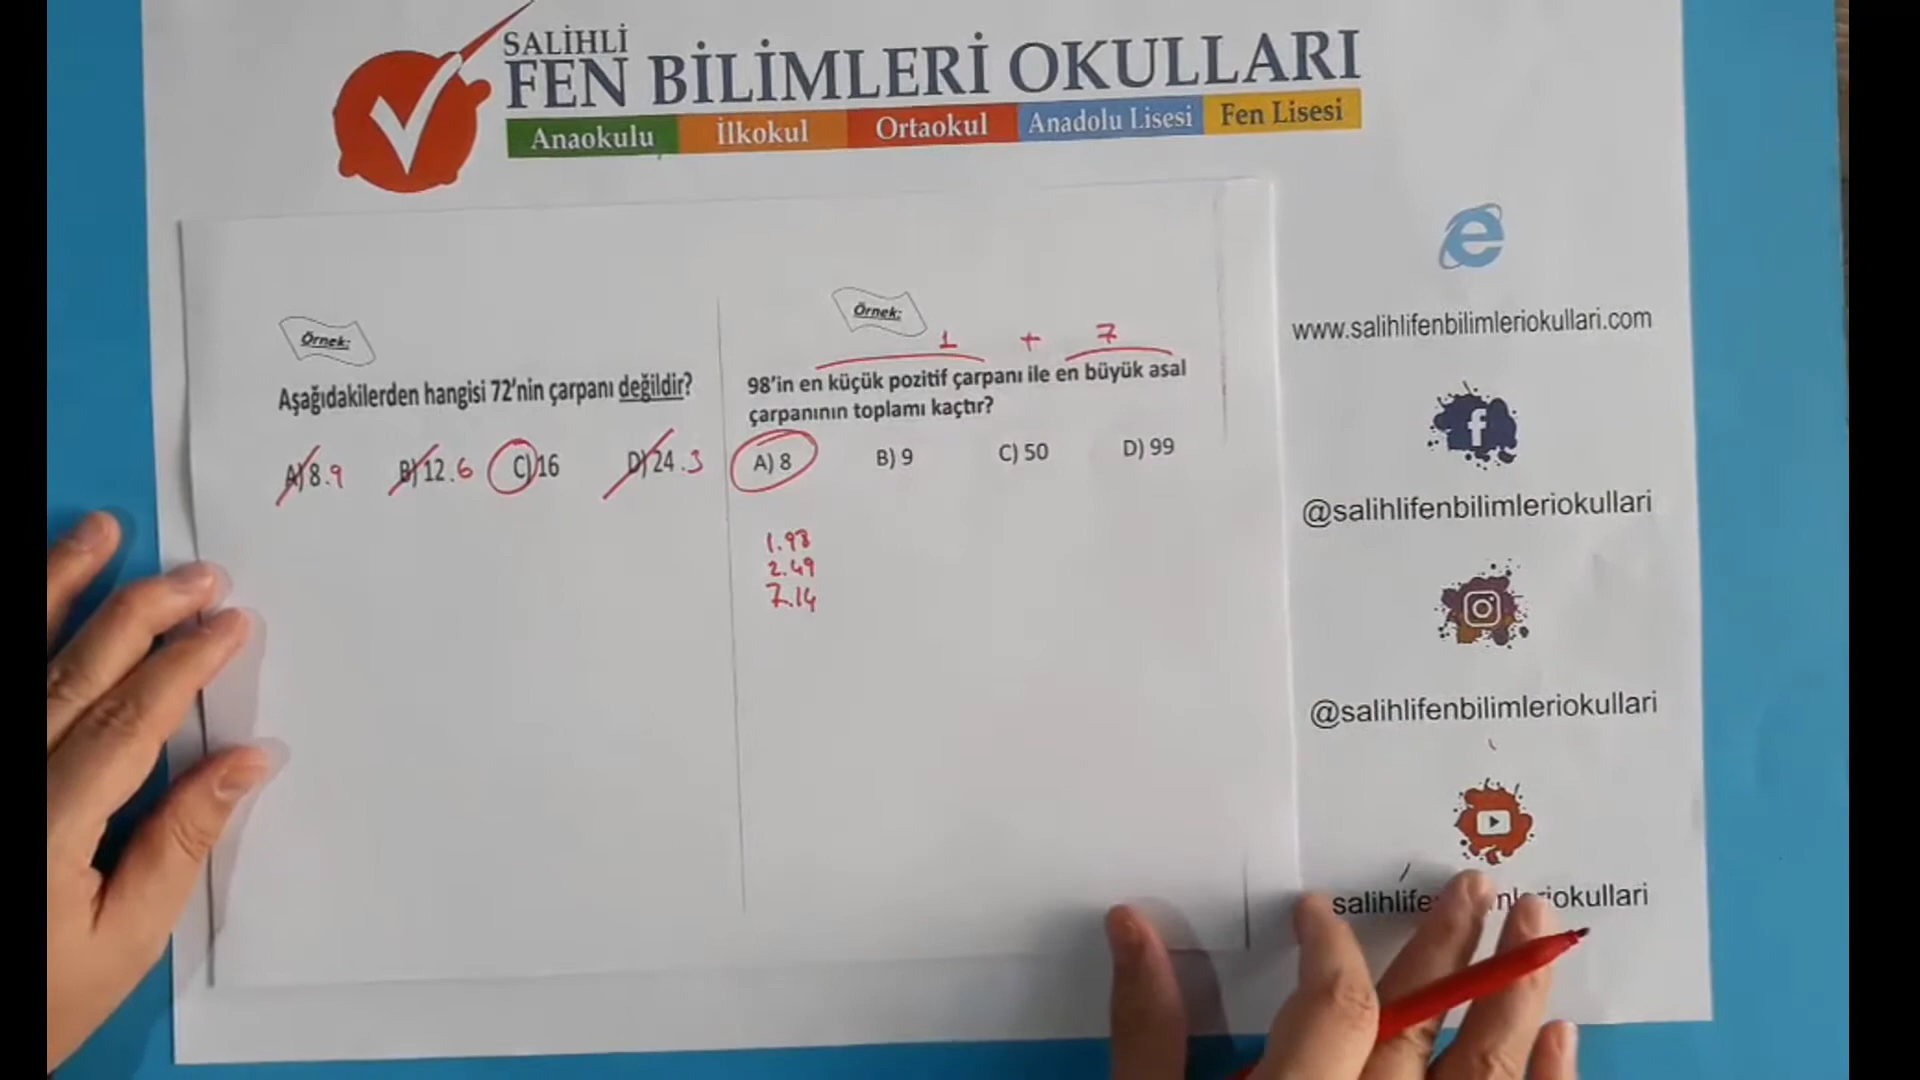 SALİHLİ
FEN BİLİMLERİ OKULLARI
Anaokulu İlkokul Ortaokul Anadolu Lisesi Fen Lisesi
Örnek:
Aşağıdakilerden hangisi 72'nin çarpanı değildir?
A) 8 .9 B) 12 .6 C) 16 D) 24 .3
Örnek:
1 + 7
98'in en küçük pozitif çarpanı ile en büyük asal
çarpanının toplamı kaçtır?
A) 8 B) 9 C) 50 D) 99
1.98
2.49
7.14
www.salihlifenbilimleriokullari.com
@salihlifenbilimleriokullari
@salihlifenbilimleriokullari